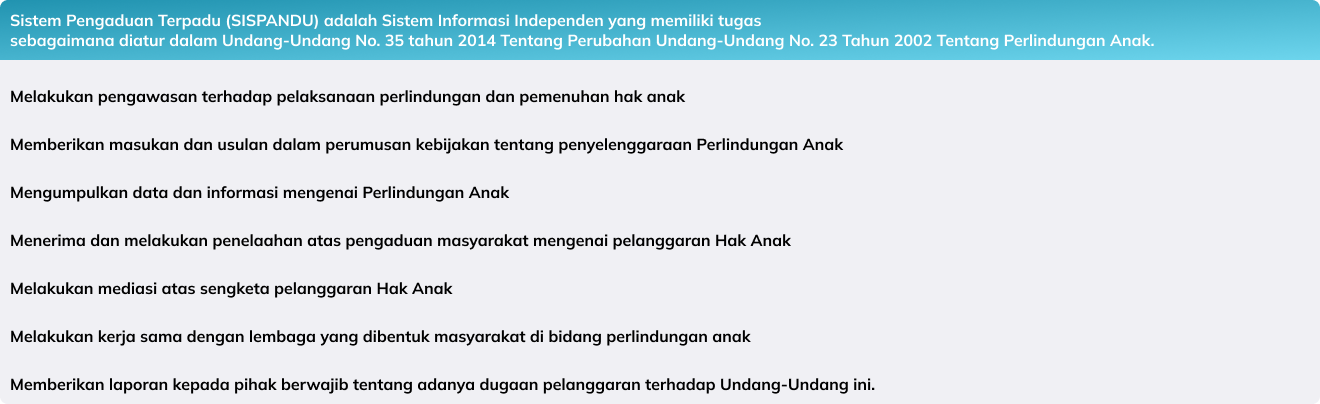 Sistem Pengaduan Terpadu (SISPANDU) adalah Sistem Informasi Independen yang memiliki tugas
sebagaimana diatur dalam Undang-Undang No. 35 tahun 2014 Tentang Perubahan Undang-Undang No. 23 Tahun 2002 Tentang Perlindungan Anak.
Melakukan pengawasan terhadap pelaksanaan perlindungan dan pemenuhan hak anak
Memberikan masukan dan usulan dalam perumusan kebijakan tentang penyelenggaraan Perlindungan Anak
Mengumpulkan data dan informasi mengenai Perlindungan Anak
Menerima dan melakukan penelaahan atas pengaduan masyarakat mengenai pelanggaran Hak Anak
Melakukan mediasi atas sengketa pelanggaran Hak Anak
Melakukan kerja sama dengan lembaga yang dibentuk masyarakat di bidang perlindungan anak
Memberikan laporan kepada pihak berwajib tentang adanya dugaan pelanggaran terhadap Undang-Undang ini.